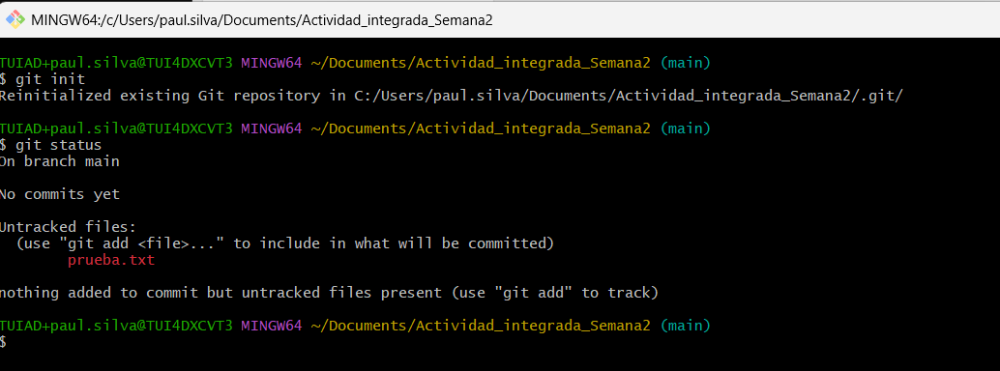 MINGW64:/c/Users/paul.silva/Documents/Actividad_integrada_Semana2
TUIAD+paul.silva@TUI4DXCVT3 MINGW64 ~/Documents/Actividad_integrada_Semana2 (main)
$ git init
Reinitialized existing Git repository in C:/Users/paul.silva/Documents/Actividad_integrada_Semana2/.git/
TUIAD+paul.silva@TUI4DXCVT3 MINGW64 ~/Documents/Actividad_integrada_Semana2 (main)
$ git status
On branch main
No commits yet
Untracked files:
  (use "git add <file>..." to include in what will be committed)
        prueba.txt
nothing added to commit but untracked files present (use "git add" to track)
TUIAD+paul.silva@TUI4DXCVT3 MINGW64 ~/Documents/Actividad_integrada_Semana2 (main)
$